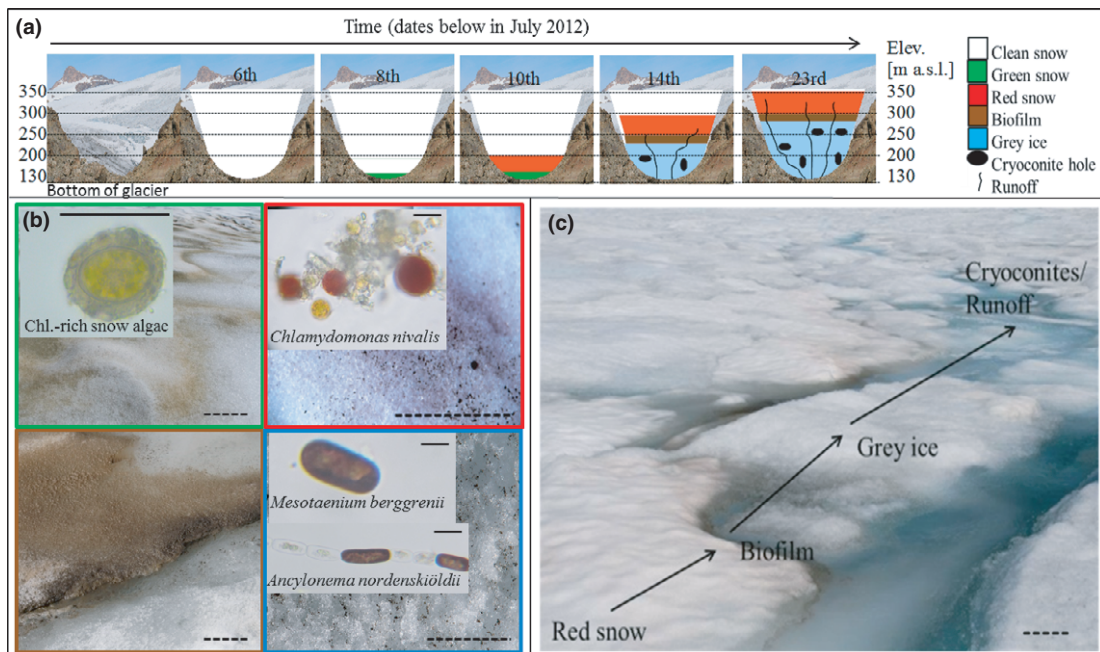 (a)
Time (dates below in July 2012)
6th
8th
10th
14th
23rd
Elev.
[m a.s.l.]
350
300
250
200
130
350
300
250
200
130
Bottom of glacier
Clean snow
Green snow
Red snow
Biofilm
Grey ice
Cryoconite hole
Runoff
(b)
Chl.-rich snow algac
Chlamydomonas nivalis
Mesotaenium berggrenii
Ancylonema nordenskiöldii
(c)
Cryoconites/
Runoff
Grey ice
Biofilm
Red snow